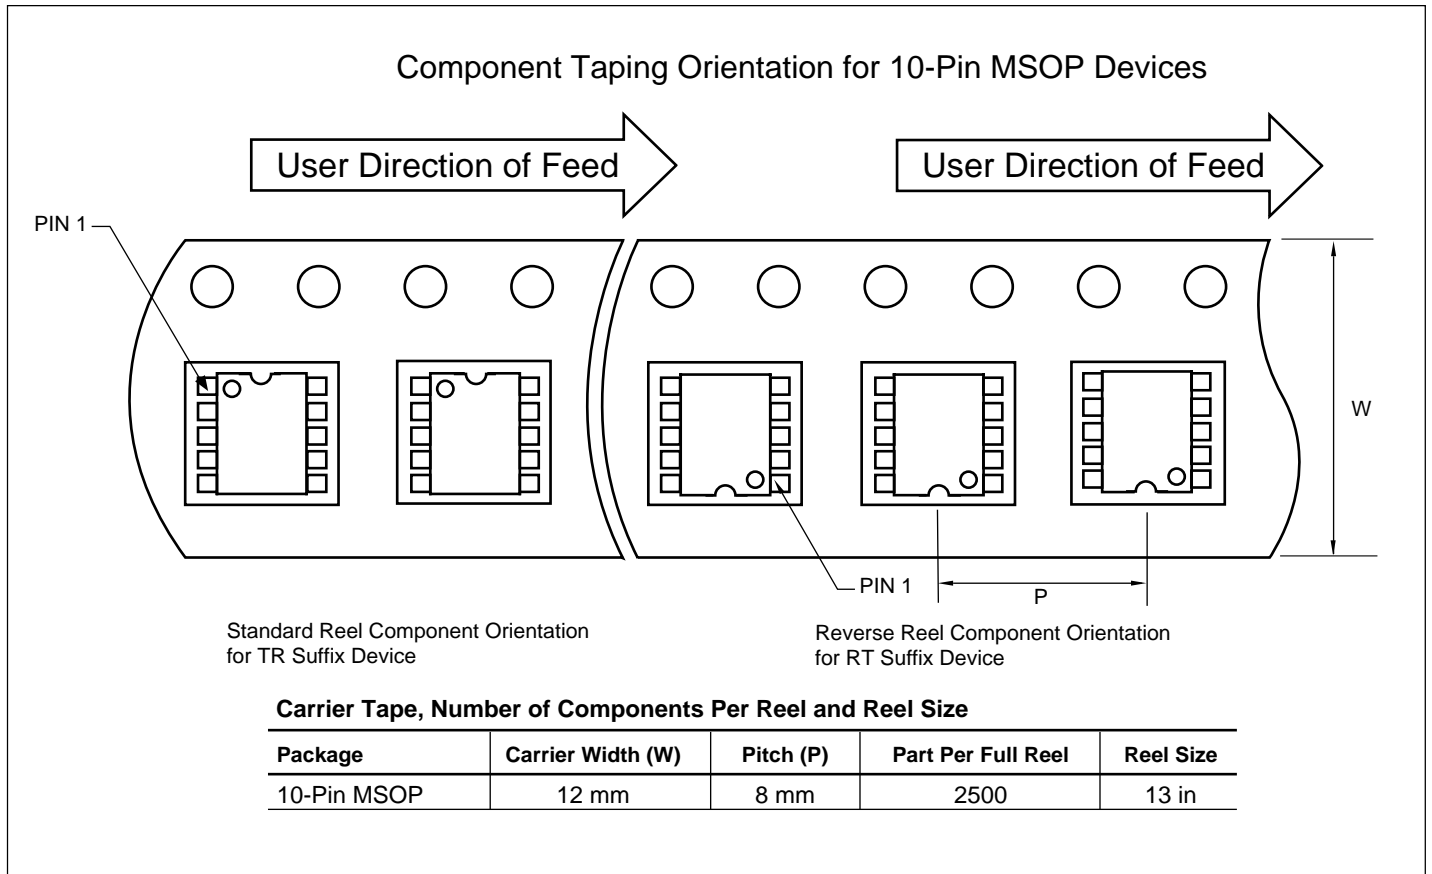 Component Taping Orientation for 10-Pin MSOP Devices
User Direction of Feed
User Direction of Feed
PIN 1
W
PIN 1
P
Standard Reel Component Orientation
for TR Suffix Device
Reverse Reel Component Orientation
for RT Suffix Device
Carrier Tape, Number of Components Per Reel and Reel Size
Package Carrier Width (W) Pitch (P) Part Per Full Reel Reel Size
10-Pin MSOP 12 mm 8 mm 2500 13 in